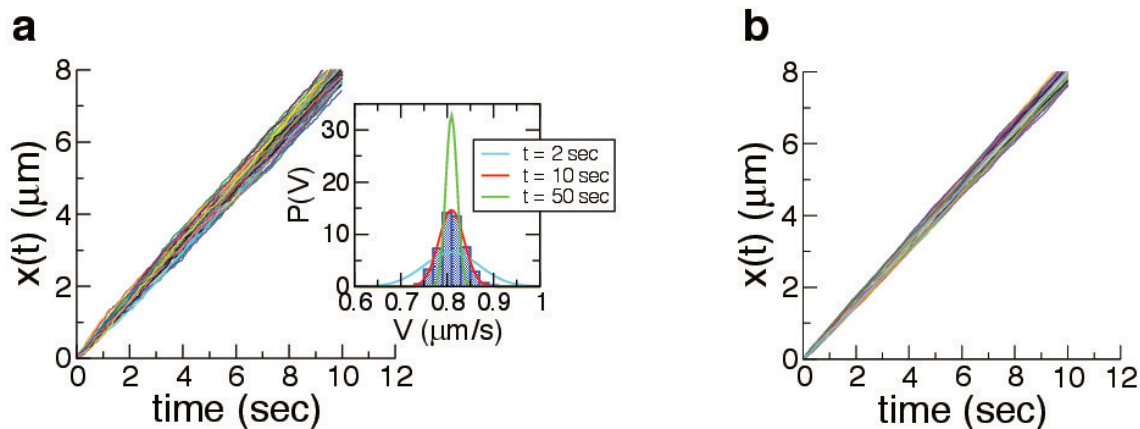 a
x(t) (μm)
8
6
4
2
0
0 2 4 6 8 10 12
time (sec)
P(V)
30
20
10
0
0.6 0.7 0.8 0.9 1
V (μm/s)
t = 2 sec
t = 10 sec
t = 50 sec
b
x(t) (μm)
8
6
4
2
0
0 2 4 6 8 10 12
time (sec)